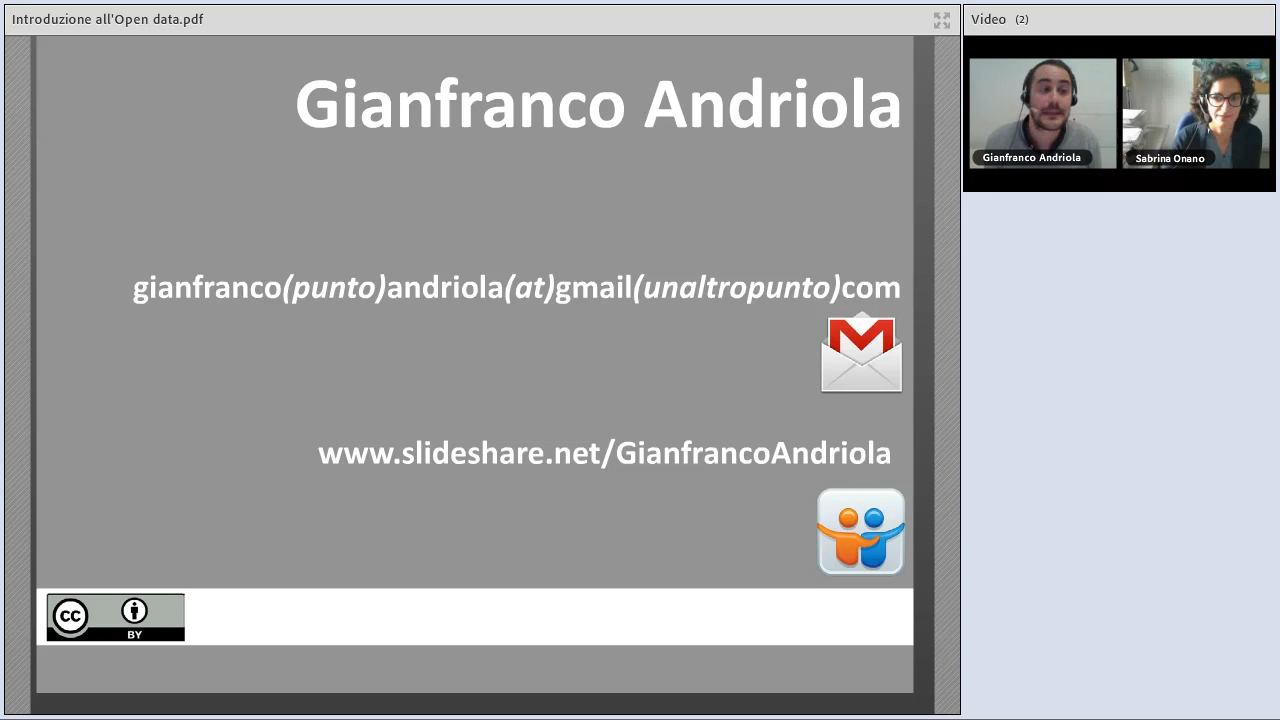 Introduzione all'Open data.pdf
Video (2)
Gianfranco Andriola
Gianfranco Andriola
Sabrina Onano
gianfranco(punto)andriola(at)gmail(unaltropunto)com
www.slideshare.net/GianfrancoAndriola
CC
BY